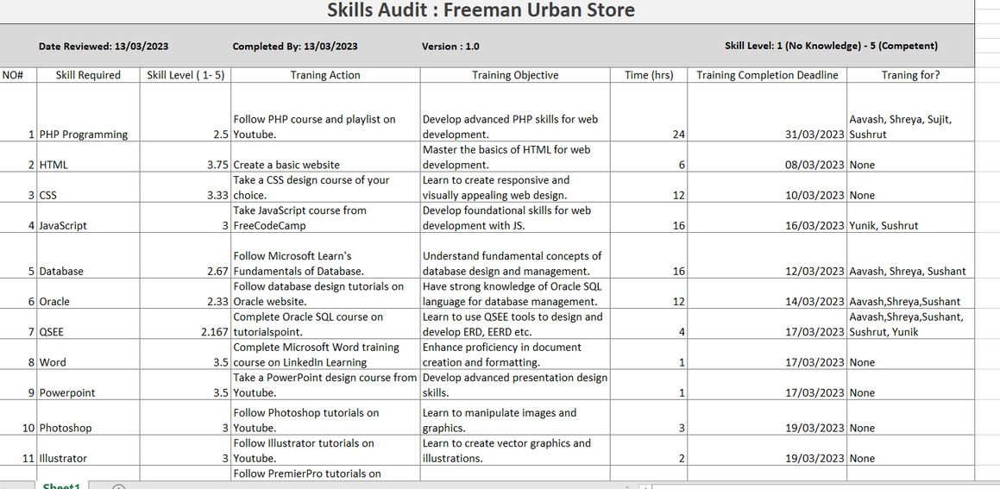 Skills Audit : Freeman Urban Store
Date Reviewed: 13/03/2023 Completed By: 13/03/2023 Version : 1.0 Skill Level: 1 (No Knowledge) - 5 (Competent)
NO# Skill Required Skill Level ( 1- 5) Traning Action Training Objective Time (hrs) Training Completion Deadline Traning for?
Follow PHP course and playlist on Develop advanced PHP skills for web Aavash, Shreya, Sujit,
1 PHP Programming 2.5 Youtube. development. 24 31/03/2023 Sushrut
Master the basics of HTML for web
2 HTML 3.75 Create a basic website development. 6 08/03/2023 None
Take a CSS design course of your Learn to create responsive and
3 CSS 3.33 choice. visually appealing web design. 12 10/03/2023 None
Take JavaScript course from Develop foundational skills for web
4 JavaScript 3 FreeCodeCamp development with JS. 16 16/03/2023 Yunik, Sushrut
Follow Microsoft Learn's Understand fundamental concepts of
5 Database 2.67 Fundamentals of Database. database design and management. 16 12/03/2023 Aavash, Shreya, Sushant
Follow database design tutorials on Have strong knowledge of Oracle SQL
6 Oracle 2.33 Oracle website. language for database management. 12 14/03/2023 Aavash,Shreya,Sushant
Complete Oracle SQL course on Learn to use QSEE tools to design and Aavash,Shreya,Sushant,
7 QSEE 2.167 tutorialspoint. develop ERD, EERD etc. 4 17/03/2023 Sushrut, Yunik
Complete Microsoft Word training Enhance proficiency in document
8 Word 3.5 course on LinkedIn Learning creation and formatting. 1 17/03/2023 None
Take a PowerPoint design course from Develop advanced presentation design
9 Powerpoint 3.5 Youtube. skills. 1 17/03/2023 None
Follow Photoshop tutorials on Learn to manipulate images and
10 Photoshop 3 Youtube. graphics. 3 19/03/2023 None
Follow Illustrator tutorials on Learn to create vector graphics and
11 Illustrator 3 Youtube. illustrations. 2 19/03/2023 None
Follow PremierPro tutorials on
Sheet1